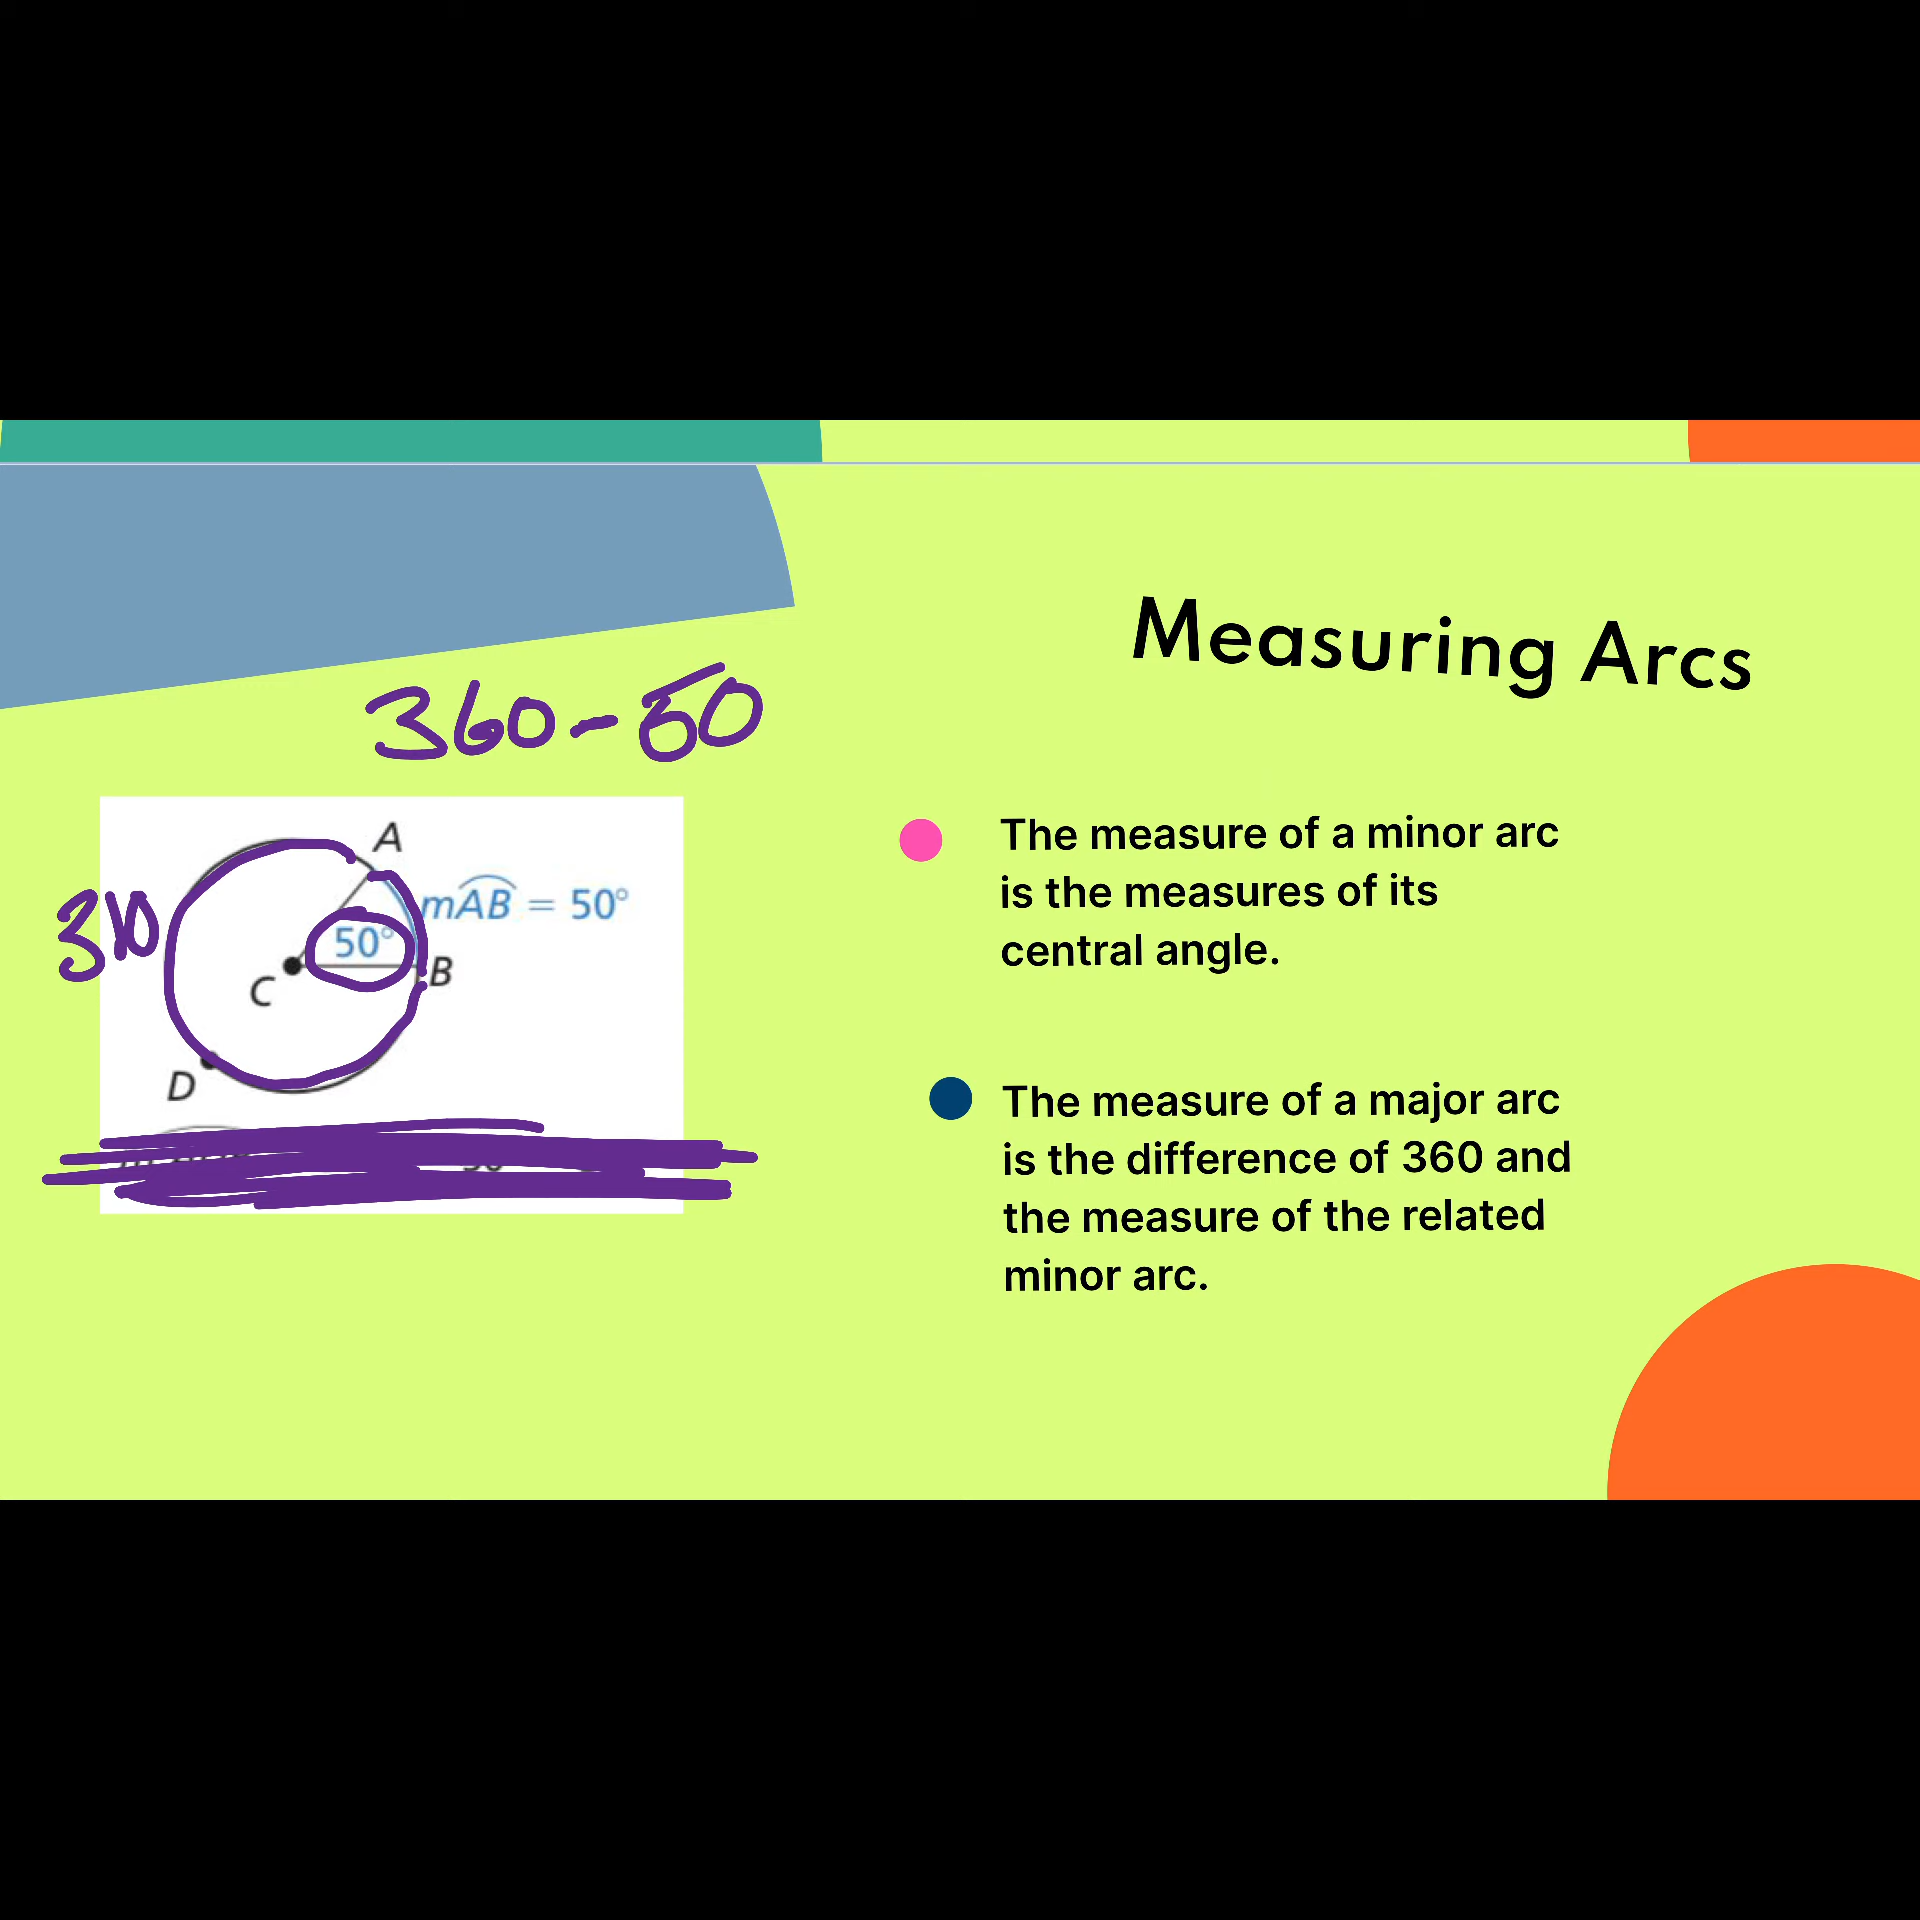 Measuring Arcs
360-50
The measure of a minor arc
is the measures of its
central angle.
A
mAB = 50°
310
50°
B
C
D
The measure of a major arc
is the difference of 360 and
the measure of the related
minor arc.